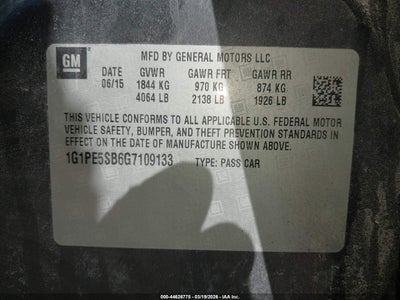 GM
MFD BY GENERAL MOTORS LLC
DATE GVWR GAWR FRT GAWR RR
06/15 1844 KG 970 KG 874 KG
4064 LB 2138 LB 1926 LB
THIS VEHICLE CONFORMS TO ALL APPLICABLE U.S. FEDERAL MOTOR
VEHICLE SAFETY, BUMPER, AND THEFT PREVENTION STANDARDS IN
EFFECT ON THE DATE OF MANUFACTURE SHOWN ABOVE.
1G1PE5SB6G7109133 TYPE: PASS CAR
000-44626775 - 03/19/2026 - IAA Inc.